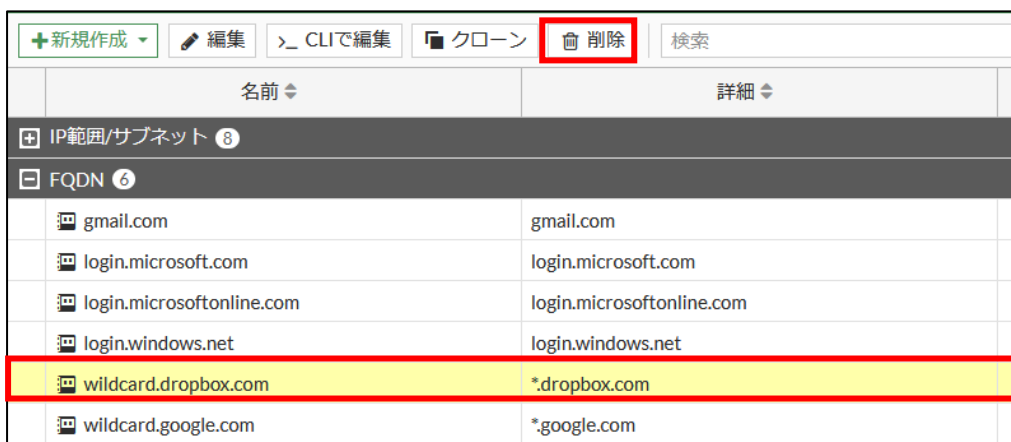 +新規作成 編集 >_ CLIで編集 クローン 削除 検索
名前 詳細
IP範囲/サブネット 8
FQDN 6
gmail.com gmail.com
login.microsoft.com login.microsoft.com
login.microsoftonline.com login.microsoftonline.com
login.windows.net login.windows.net
wildcard.dropbox.com *.dropbox.com
wildcard.google.com *.google.com